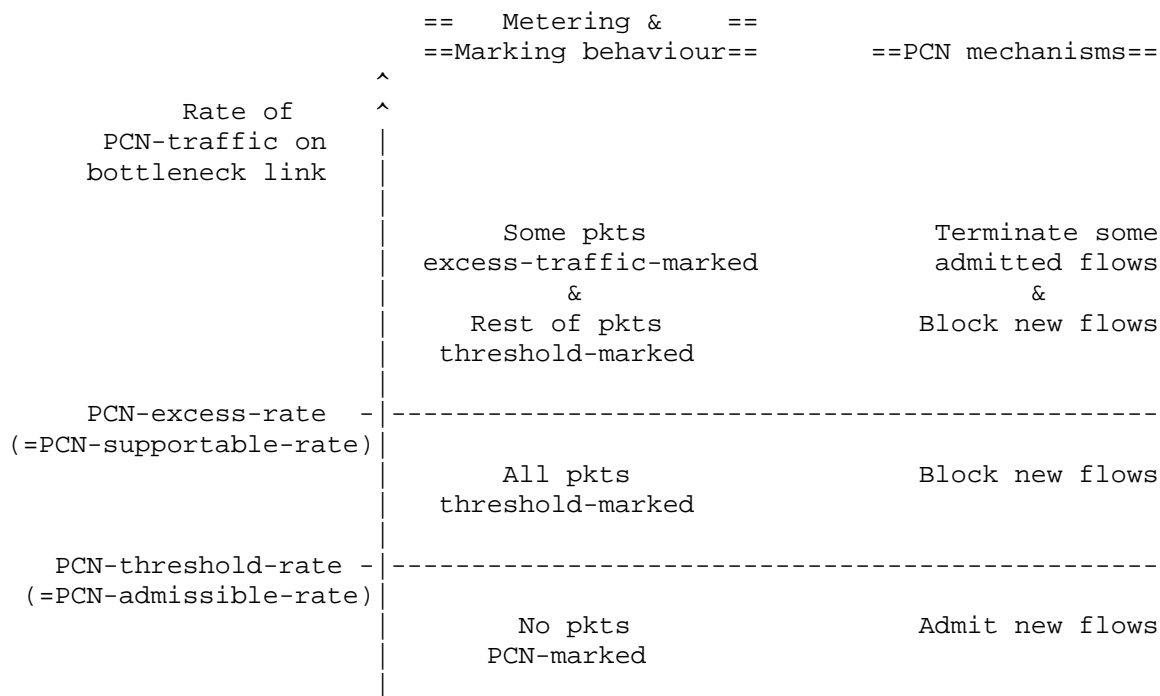 ==   Metering &    ==
==Marking behaviour==       ==PCN mechanisms==
^
Rate of          ^
PCN-traffic on   |
bottleneck link   |
|
|       Some pkts                  Terminate some
|  excess-traffic-marked         admitted flows
|           &                            &
|     Rest of pkts                Block new flows
|   threshold-marked
|
PCN-excess-rate  -|------------------------------------------------
(=PCN-supportable-rate)|
|       All pkts                  Block new flows
|   threshold-marked
|
PCN-threshold-rate -|------------------------------------------------
(=PCN-admissible-rate)|
|        No pkts                 Admit new flows
|      PCN-marked
|